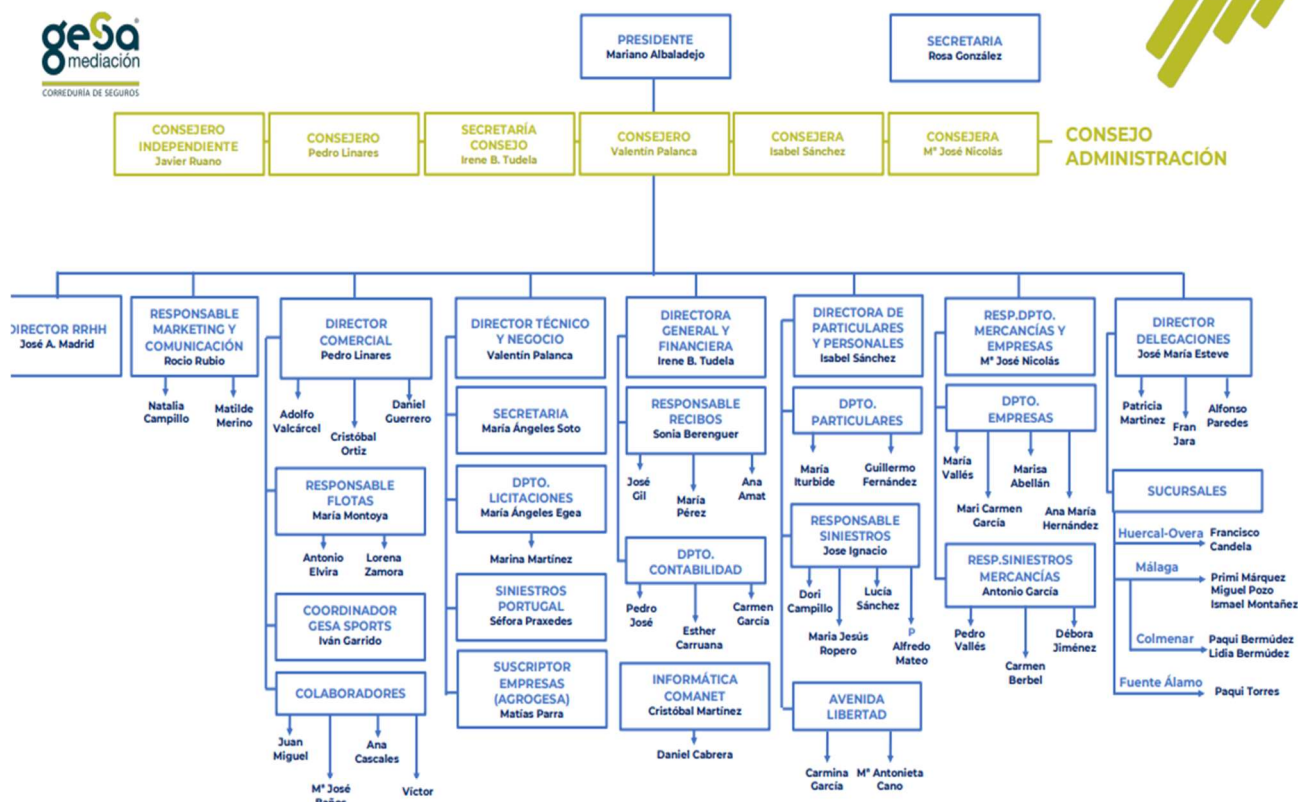 gesa
mediación
CORREDURÍA DE SEGUROS
PRESIDENTE
Mariano Albaladejo
SECRETARIA
Rosa González
CONSEJERO
INDEPENDIENTE
Javier Ruano
CONSEJERO
Pedro Linares
SECRETARÍA
CONSEJO
Irene B. Tudela
CONSEJERO
Valentín Palanca
CONSEJERA
Isabel Sánchez
CONSEJERA
Mª José Nicolás
CONSEJO
ADMINISTRACIÓN
DIRECTOR RRHH
José A. Madrid
RESPONSABLE
MARKETING Y
COMUNICACIÓN
Rocio Rubio
Natalia
Campillo
Matilde
Merino
DIRECTOR
COMERCIAL
Pedro Linares
Adolfo
Valcárcel
Cristóbal
Ortiz
Daniel
Guerrero
RESPONSABLE
FLOTAS
María Montoya
Antonio
Elvira
Lorena
Zamora
COORDINADOR
GESA SPORTS
Iván Garrido
COLABORADORES
Juan
Miguel
Mª José
Ana
Cascales
Víctor
DIRECTOR TÉCNICO
Y NEGOCIO
Valentín Palanca
SECRETARIA
María Ángeles Soto
DPTO.
LICITACIONES
María Ángeles Egea
Marina Martínez
SINIESTROS
PORTUGAL
Séfora Praxedes
SUSCRIPTOR
EMPRESAS
(AGROGESA)
Matías Parra
DIRECTORA
GENERAL Y
FINANCIERA
Irene B. Tudela
RESPONSABLE
RECIBOS
Sonia Berenguer
José
Gil
María
Pérez
Ana
Amat
DPTO.
CONTABILIDAD
Pedro
José
Esther
Carruana
Carmen
García
INFORMÁTICA
COMANET
Cristóbal Martínez
Daniel Cabrera
DIRECTORA DE
PARTICULARES
Y PERSONALES
Isabel Sánchez
DPTO.
PARTICULARES
María
Iturbide
Guillermo
Fernández
RESPONSABLE
SINIESTROS
Jose Ignacio
Dori
Campillo
Maria Jesús
Ropero
Lucía
Sánchez
P
Alfredo
Mateo
AVENIDA
LIBERTAD
Carmina
García
Mª Antonieta
Cano
RESP.DPTO.
MERCANCÍAS Y
EMPRESAS
Mª José Nicolás
DPTO.
EMPRESAS
María
Vallés
Mari Carmen
García
Marisa
Abellán
Ana María
Hernández
RESP.SINIESTROS
MERCANCÍAS
Antonio García
Pedro
Vallés
Carmen
Berbel
Débora
Jiménez
DIRECTOR
DELEGACIONES
José María Esteve
Patricia
Martinez
Fran
Jara
Alfonso
Paredes
SUCURSALES
Huercal-Overa Francisco
Candela
Málaga Primi Márquez
Miguel Pozo
Ismael Montañez
Colmenar Paqui Bermúdez
Lidia Bermúdez
Fuente Álamo Paqui Torres